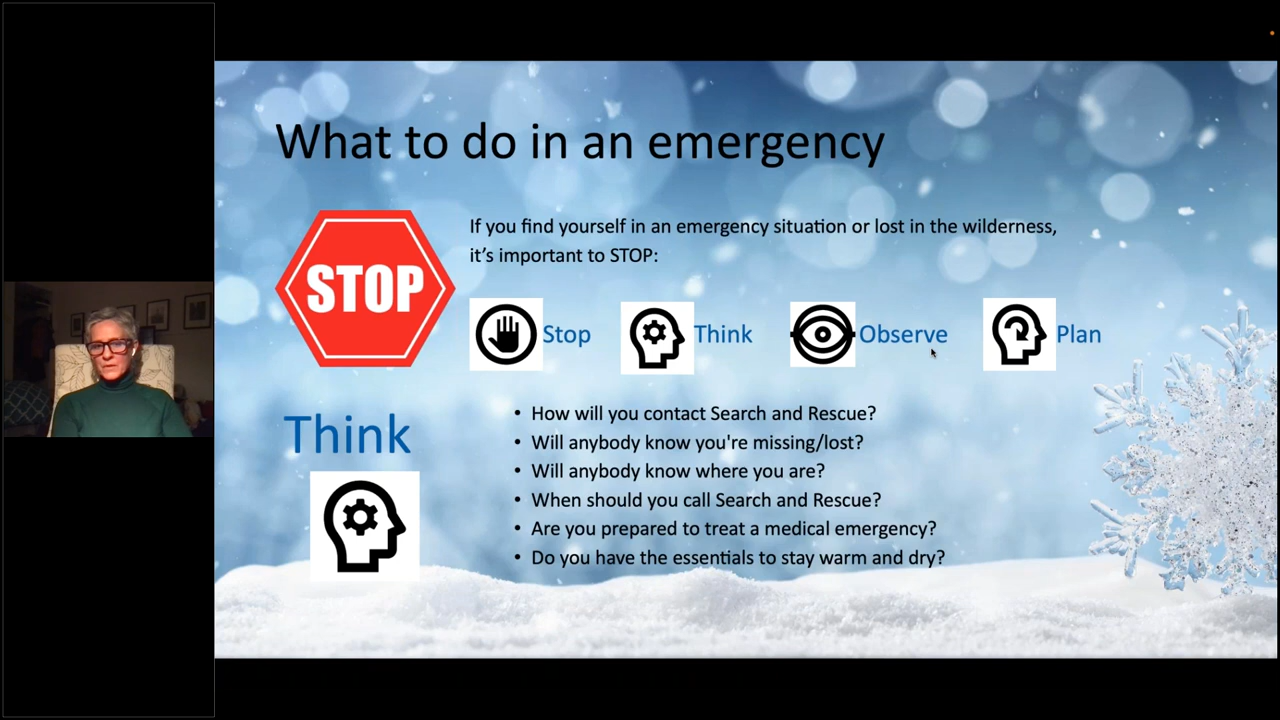 What to do in an emergency
STOP
If you find yourself in an emergency situation or lost in the wilderness,
it's important to STOP:
Stop
Think
Observe
Plan
Think
• How will you contact Search and Rescue?
• Will anybody know you're missing/lost?
• Will anybody know where you are?
• When should you call Search and Rescue?
• Are you prepared to treat a medical emergency?
• Do you have the essentials to stay warm and dry?